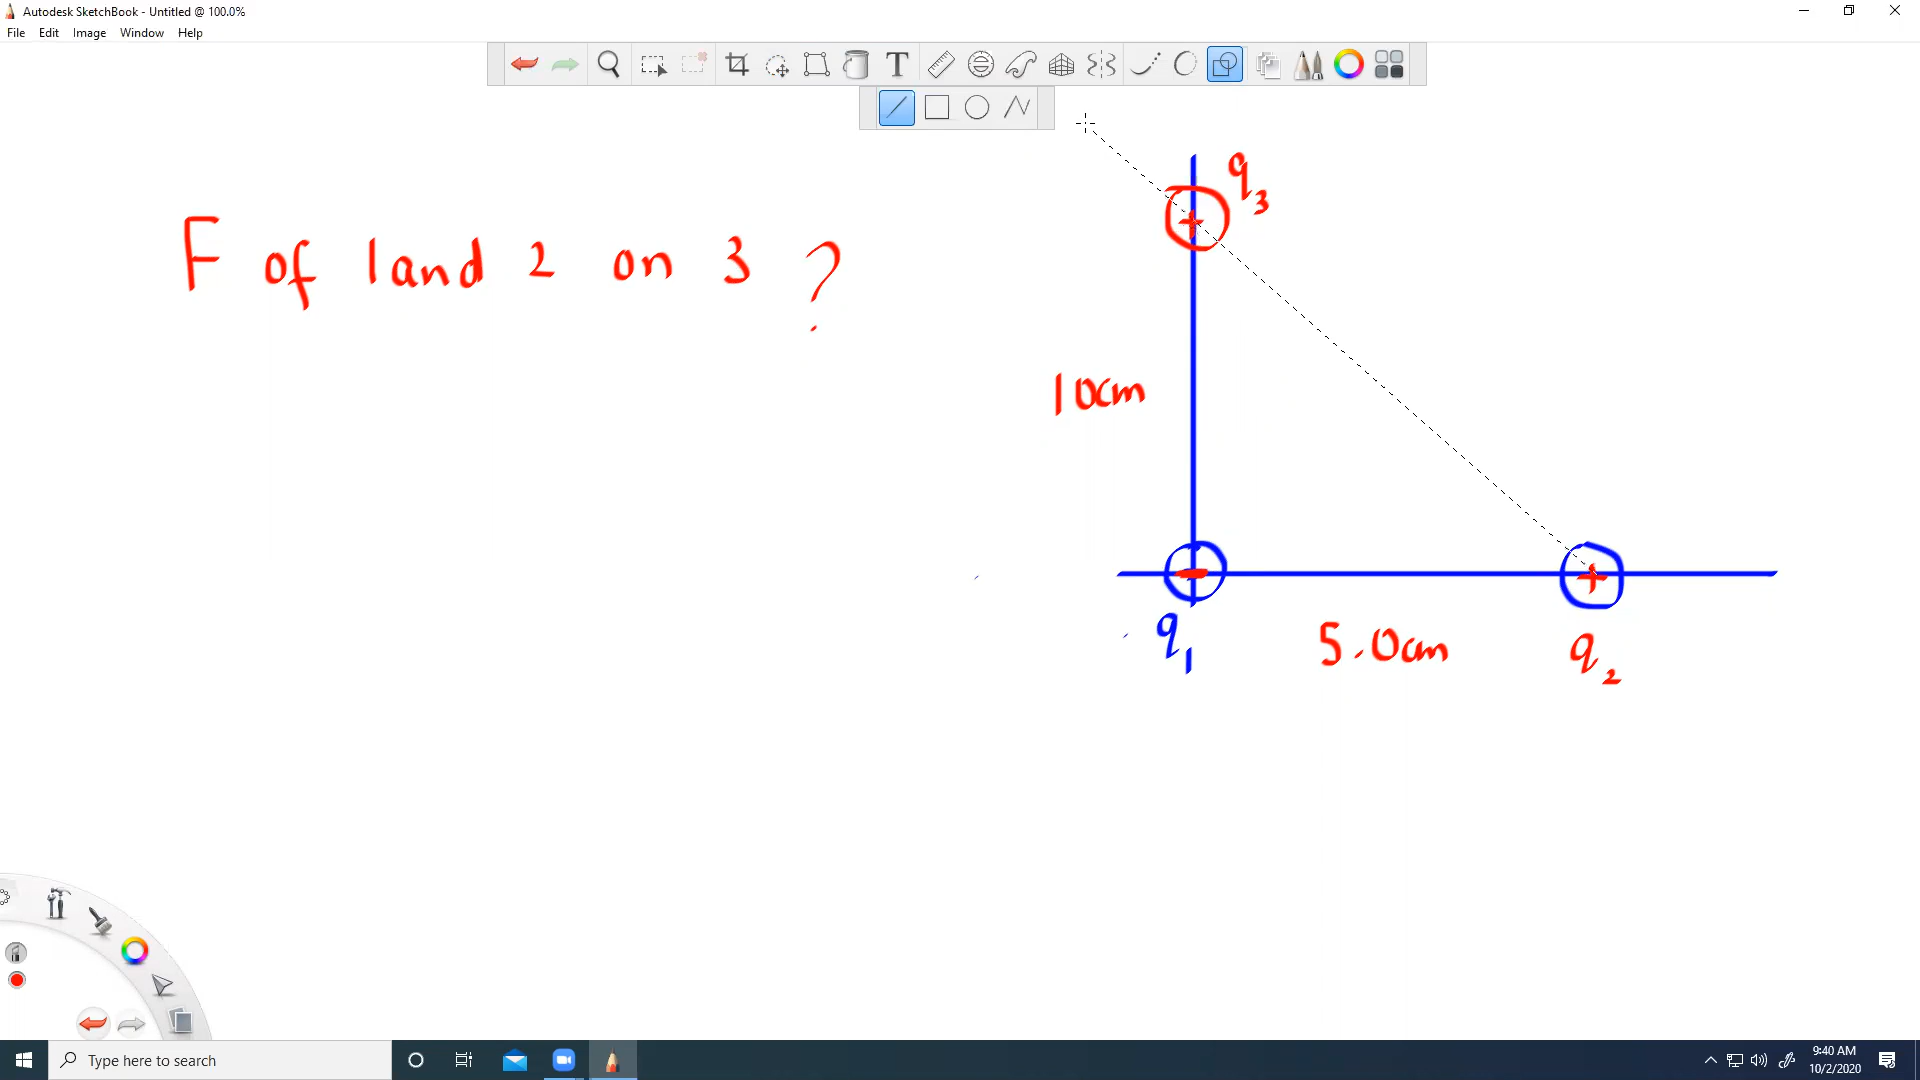 Autodesk SketchBook - Untitled @ 100.0%
File Edit Image Window Help
T
q3
F of 1 and 2 on 3 ?
10cm
q1
5.0cm
q2
Type here to search
9:40 AM
10/2/2020